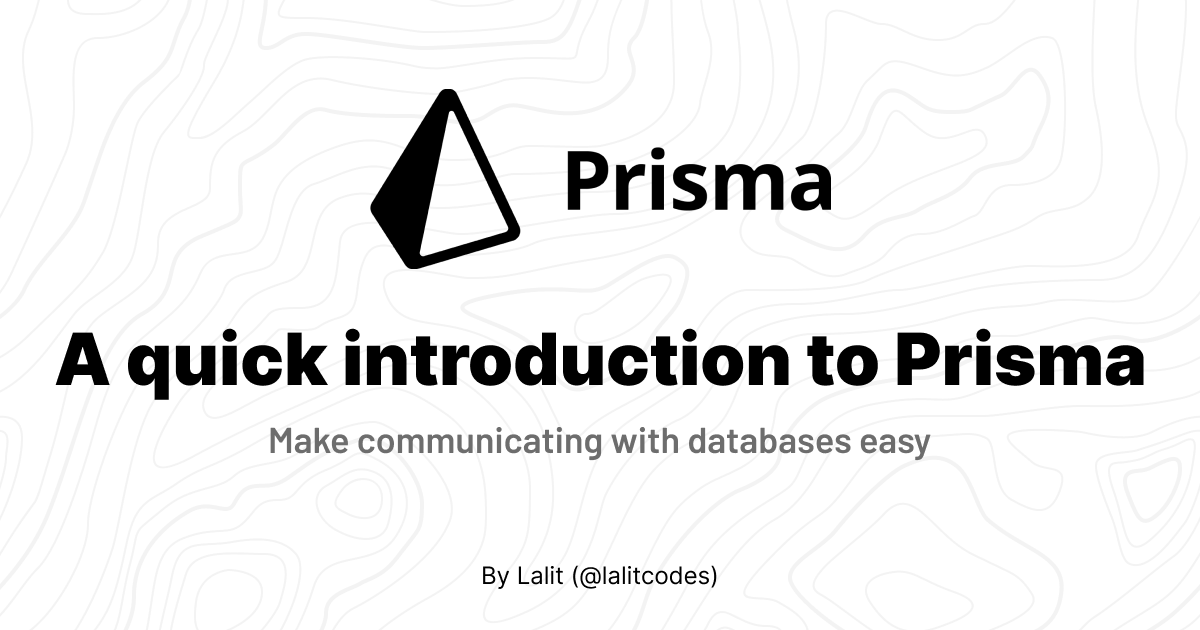 Prisma
A quick introduction to Prisma
Make communicating with databases easy
By Lalit (@lalitcodes)